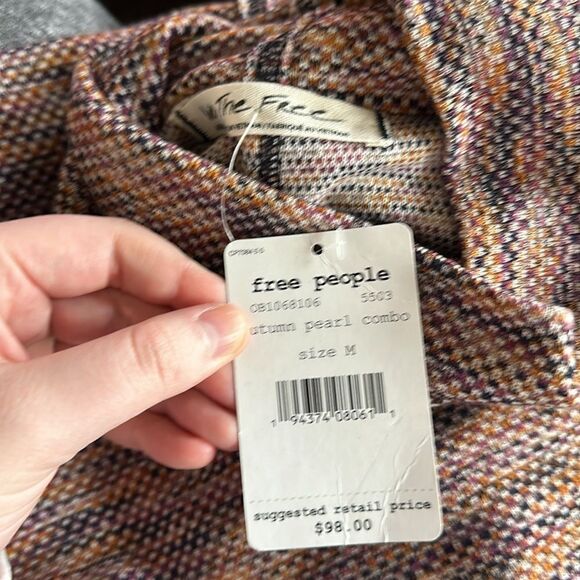 The Free
free people
OB1068106 5503
utumn pearl combo
size M
1 94374 08061 1
suggested retail price
$98.00